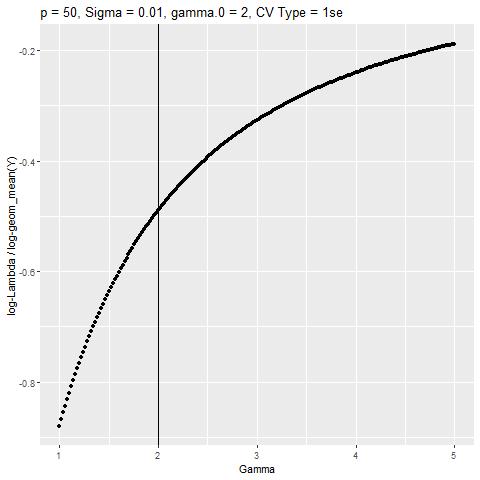 p = 50, Sigma = 0.01, gamma.0 = 2, CV Type = 1se
log-Lambda / log-geom_mean(Y)
-0.2
-0.4
-0.6
-0.8
1 2 3 4 5
Gamma